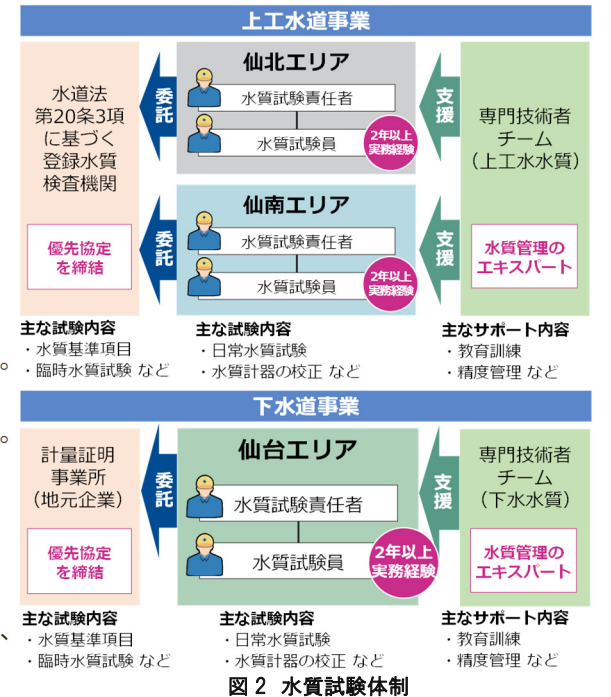 上工水道事業
水道法
第20条3項
に基づく
登録水質
検査機関
優先協定
を締結
委託
仙北エリア
水質試験責任者
水質試験員
2年以上
実務経験
支援
専門技術者
チーム
(上工水水質)
委託
仙南エリア
水質試験責任者
水質試験員
2年以上
実務経験
支援
水質管理の
エキスパート
主な試験内容
・水質基準項目
・臨時水質試験 など
主な試験内容
・日常水質試験
・水質計器の校正 など
主なサポート内容
・教育訓練
・精度管理 など
。
下水道事業
。
計量証明
事業所
(地元企業)
優先協定
を締結
委託
仙台エリア
水質試験責任者
水質試験員
2年以上
実務経験
支援
専門技術者
チーム
(下水水質)
水質管理の
エキスパート
主な試験内容
・水質基準項目
・臨時水質試験 など
主な試験内容
・日常水質試験
・水質計器の校正 など
主なサポート内容
・教育訓練
・精度管理 など
、
図2 水質試験体制